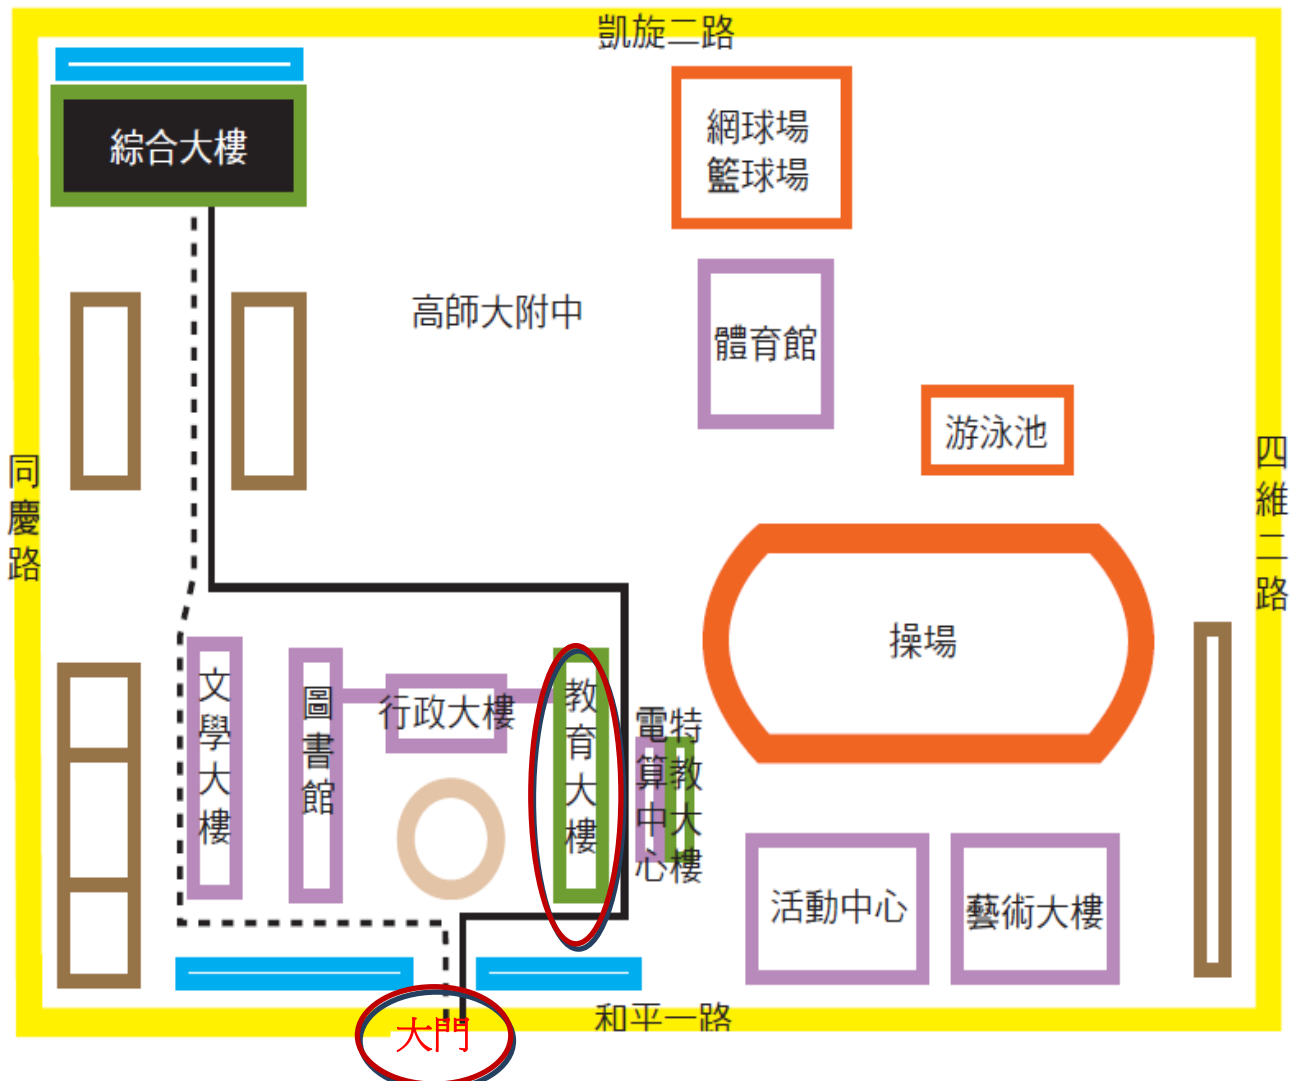 凱旋二路
網球場
籃球場
綜合大樓
高師大附中
體育館
游泳池
同慶路
四維二路
操場
文學大樓
圖書館
行政大樓
教育大樓
電算中心
特教大樓
活動中心
藝術大樓
和平一路
大門